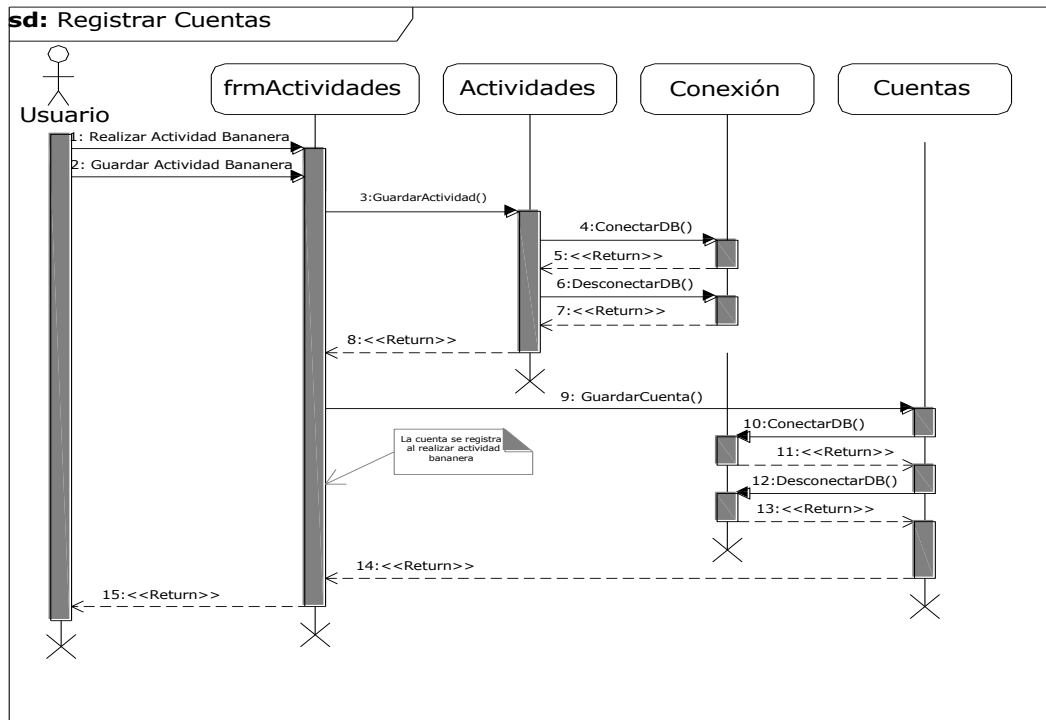 sd: Registrar Cuentas
Usuario
frmActividades
Actividades
Conexión
Cuentas
1: Realizar Actividad Bananera
2: Guardar Actividad Bananera
3:GuardarActividad()
4:ConectarDB()
5:<<Return>>
6:DesconectarDB()
7:<<Return>>
8:<<Return>>
9: GuardarCuenta()
10:ConectarDB()
La cuenta se registra
al realizar actividad
bananera
11:<<Return>>
12:DesconectarDB()
13:<<Return>>
14:<<Return>>
15:<<Return>>